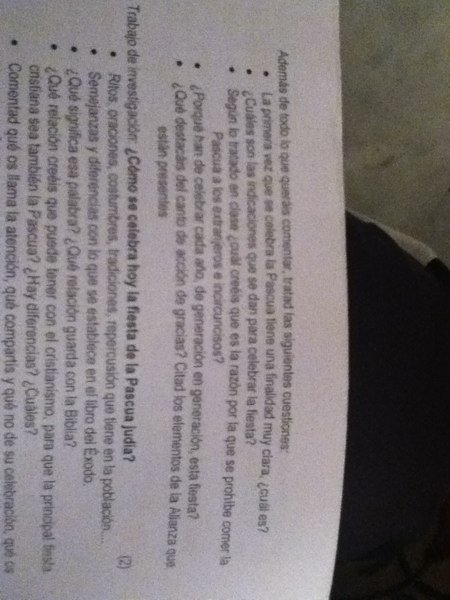 Además de todo lo que queráis comentar, tratad las siguientes cuestiones:
• La primera vez que se celebra la Pascua tiene una finalidad muy clara, ¿cuál es?
• ¿Cuáles son las indicaciones que se dan para celebrar la fiesta?
• Según lo tratado en clase ¿cuál creéis que es la razón por la que se prohíbe comer la
Pascua a los extranjeros e incircuncisos?
• ¿Porqué han de celebrar cada año, de generación en generación, esta fiesta?
• ¿Qué destacáis del canto de acción de gracias? Citad los elementos de la Alianza que
están presentes
(2)
Trabajo de investigación: ¿Cómo se celebra hoy la fiesta de la Pascua judía?
• Ritos, oraciones, costumbres, tradiciones, repercusión que tiene en la población...
• Semejanzas y diferencias con lo que se establece en el libro del Éxodo.
• ¿Qué significa esa palabra? ¿Qué relación guarda con la Biblia?
• ¿Qué relación creéis que puede tener con el cristianismo, para que la principal fiesta
cristiana sea también la Pascua? ¿Hay diferencias? ¿Cuáles?
• Comentad qué os llama la atención, qué compartís y qué no de su celebración, qué os